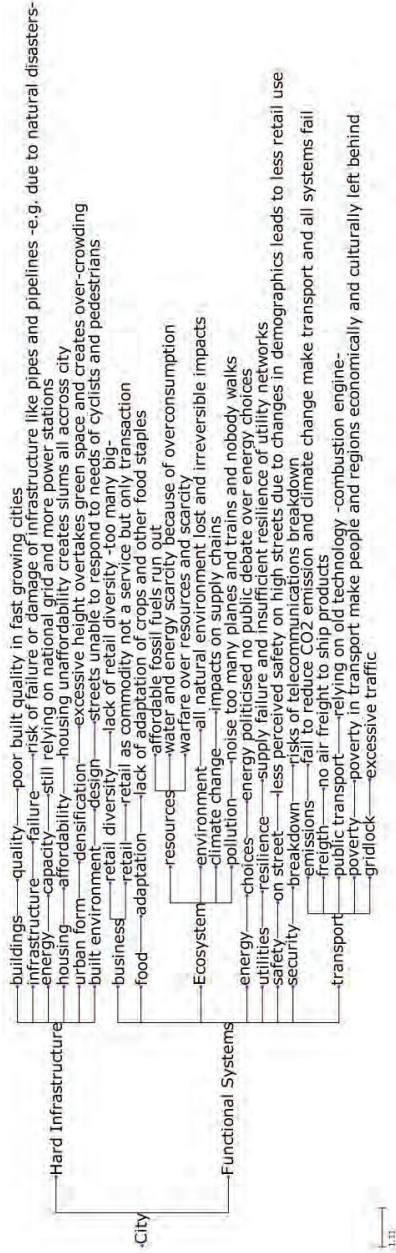 City
Hard Infrastructure
buildings quality poor built quality in fast growing cities
infrastructure failure risk of failure or damage of infrastructure like pipes and pipelines -e.g. due to natural disasters-
energy capacity still relying on national grid and more power stations
housing affordability housing unaffordability creates slums all accross city
urban form densification excessive height overtakes green space and creates over-crowding
built environment design streets unable to respond to needs of cyclists and pedestrians
Functional Systems
business retail diversity lack of retail diversity -too many big-
retail retail as commodity not a service but only transaction
food adaptation lack of adaptation of crops and other food staples
Ecosystem resources affordable fossil fuels run out
water and energy scarcity because of overconsumption
warfare over resources and scarcity
environment all natural environment lost and irreversible impacts
climate change impacts on supply chains
pollution noise too many planes and trains and nobody walks
energy choices energy politicised no public debate over energy choices
utilities resilience supply failure and insufficient resilience of utility networks
safety on street less perceived safety on high streets due to changes in demographics leads to less retail use
security breakdown risks of telecommunications breakdown
transport emissions fail to reduce CO2 emission and climate change make transport and all systems fail
freigth no air freight to ship products
public transport relying on old technology -combustion engine-
poverty poverty in transport make people and regions economically and culturally left behind
gridlock excessive traffic